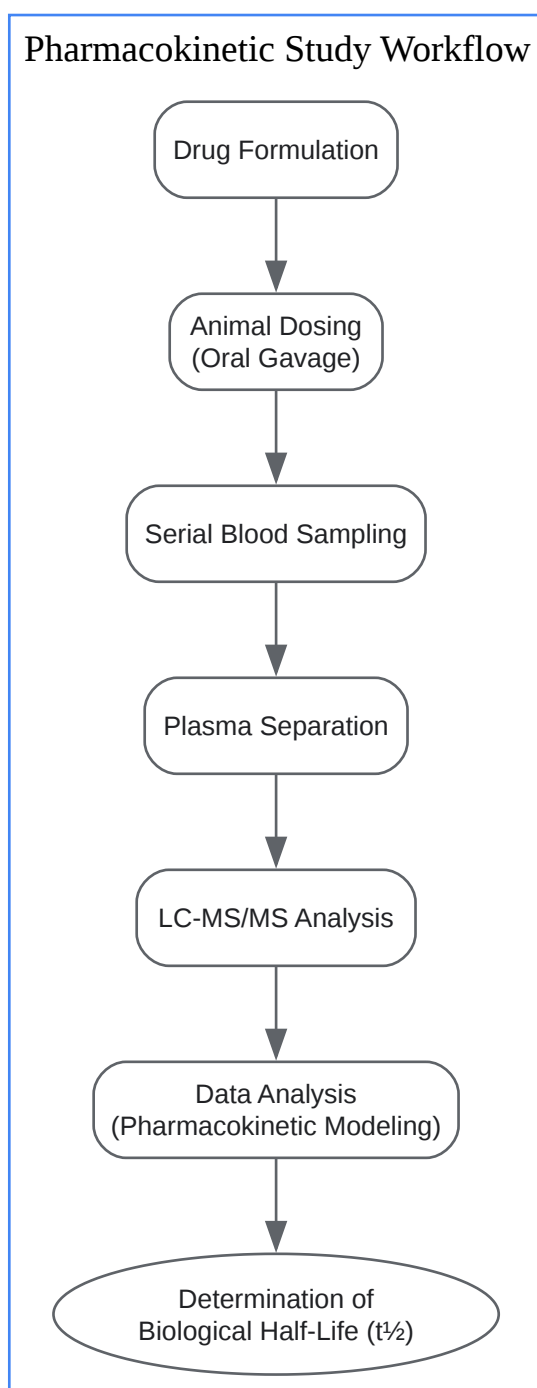 Pharmacokinetic Study Workflow
Drug Formulation
Animal Dosing
(Oral Gavage)
Serial Blood Sampling
Plasma Separation
LC-MS/MS Analysis
Data Analysis
(Pharmacokinetic Modeling)
Determination of
Biological Half-Life (t½)